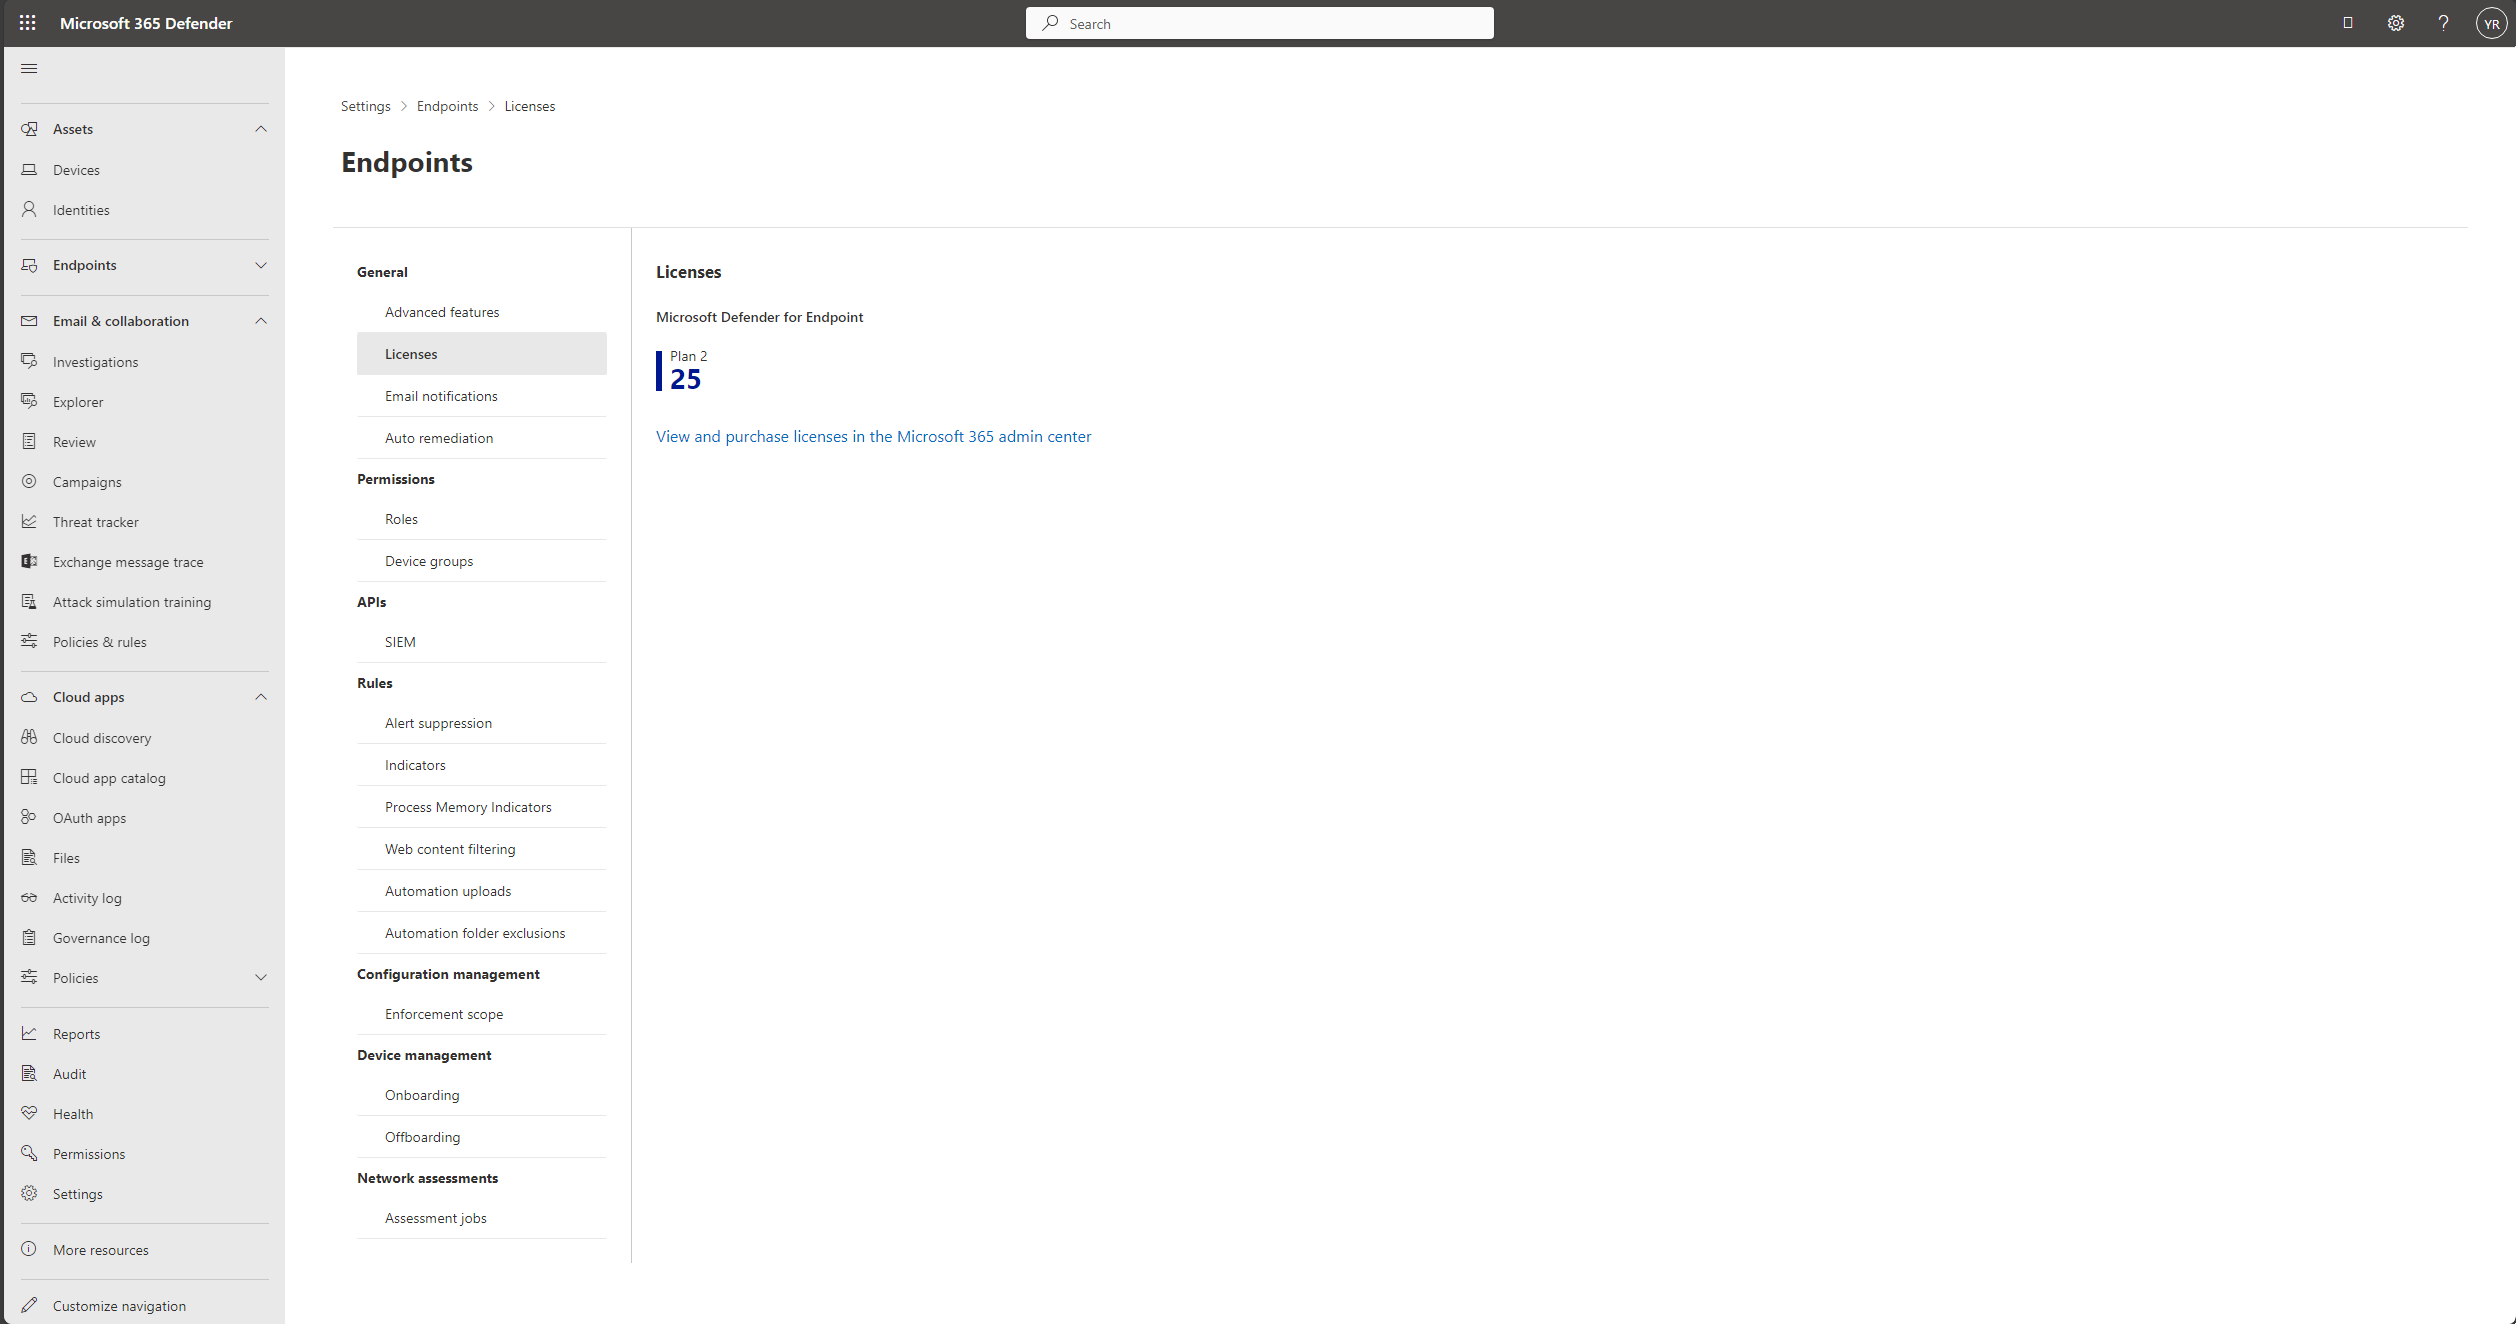 Microsoft 365 Defender
Search
YR
Assets
Devices
Identities
Endpoints
Email & collaboration
Investigations
Explorer
Review
Campaigns
Threat tracker
Exchange message trace
Attack simulation training
Policies & rules
Cloud apps
Cloud discovery
Cloud app catalog
OAuth apps
Files
Activity log
Governance log
Policies
Reports
Audit
Health
Permissions
Settings
More resources
Customize navigation
Settings > Endpoints > Licenses
Endpoints
General
Advanced features
Licenses
Email notifications
Auto remediation
Permissions
Roles
Device groups
APIs
SIEM
Rules
Alert suppression
Indicators
Process Memory Indicators
Web content filtering
Automation uploads
Automation folder exclusions
Configuration management
Enforcement scope
Device management
Onboarding
Offboarding
Network assessments
Assessment jobs
Licenses
Microsoft Defender for Endpoint
Plan 2
25
View and purchase licenses in the Microsoft 365 admin center